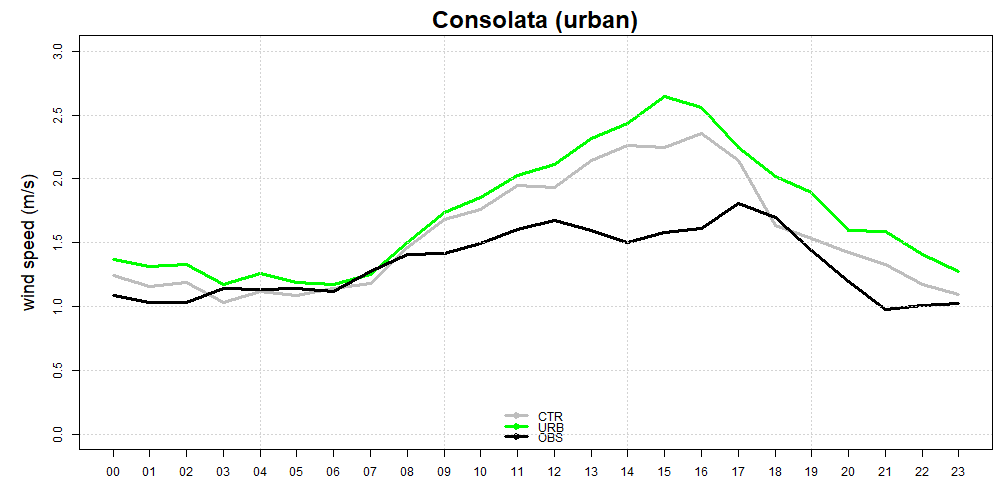 Consolata (urban)
wind speed (m/s)
3.0
2.5
2.0
1.5
1.0
0.5
0.0
CTR
URB
OBS
00 01 02 03 04 05 06 07 08 09 10 11 12 13 14 15 16 17 18 19 20 21 22 23